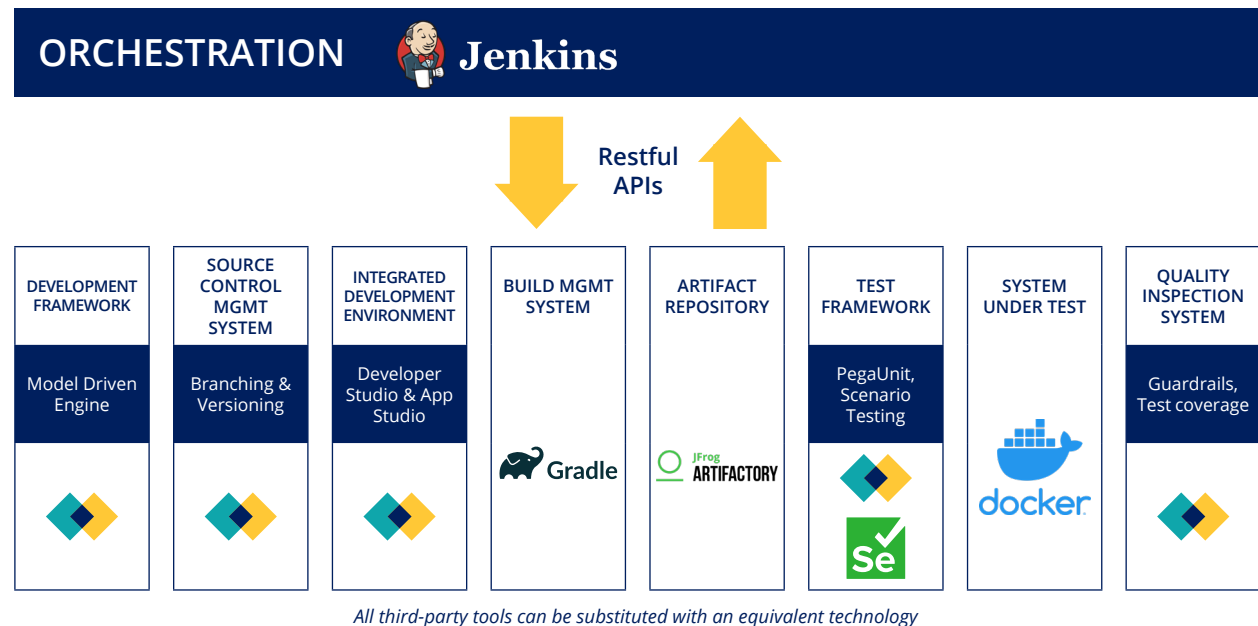 ORCHESTRATION
Jenkins
Restful
APIs
DEVELOPMENT
FRAMEWORK
Model Driven
Engine
SOURCE
CONTROL
MGMT
SYSTEM
Branching &
Versioning
INTEGRATED
DEVELOPMENT
ENVIRONMENT
Developer
Studio & App
Studio
BUILD MGMT
SYSTEM
Gradle
ARTIFACT
REPOSITORY
JFrog
ARTIFACTORY
TEST
FRAMEWORK
PegaUnit,
Scenario
Testing
Se
SYSTEM
UNDER TEST
docker
QUALITY
INSPECTION
SYSTEM
Guardrails,
Test coverage
All third-party tools can be substituted with an equivalent technology